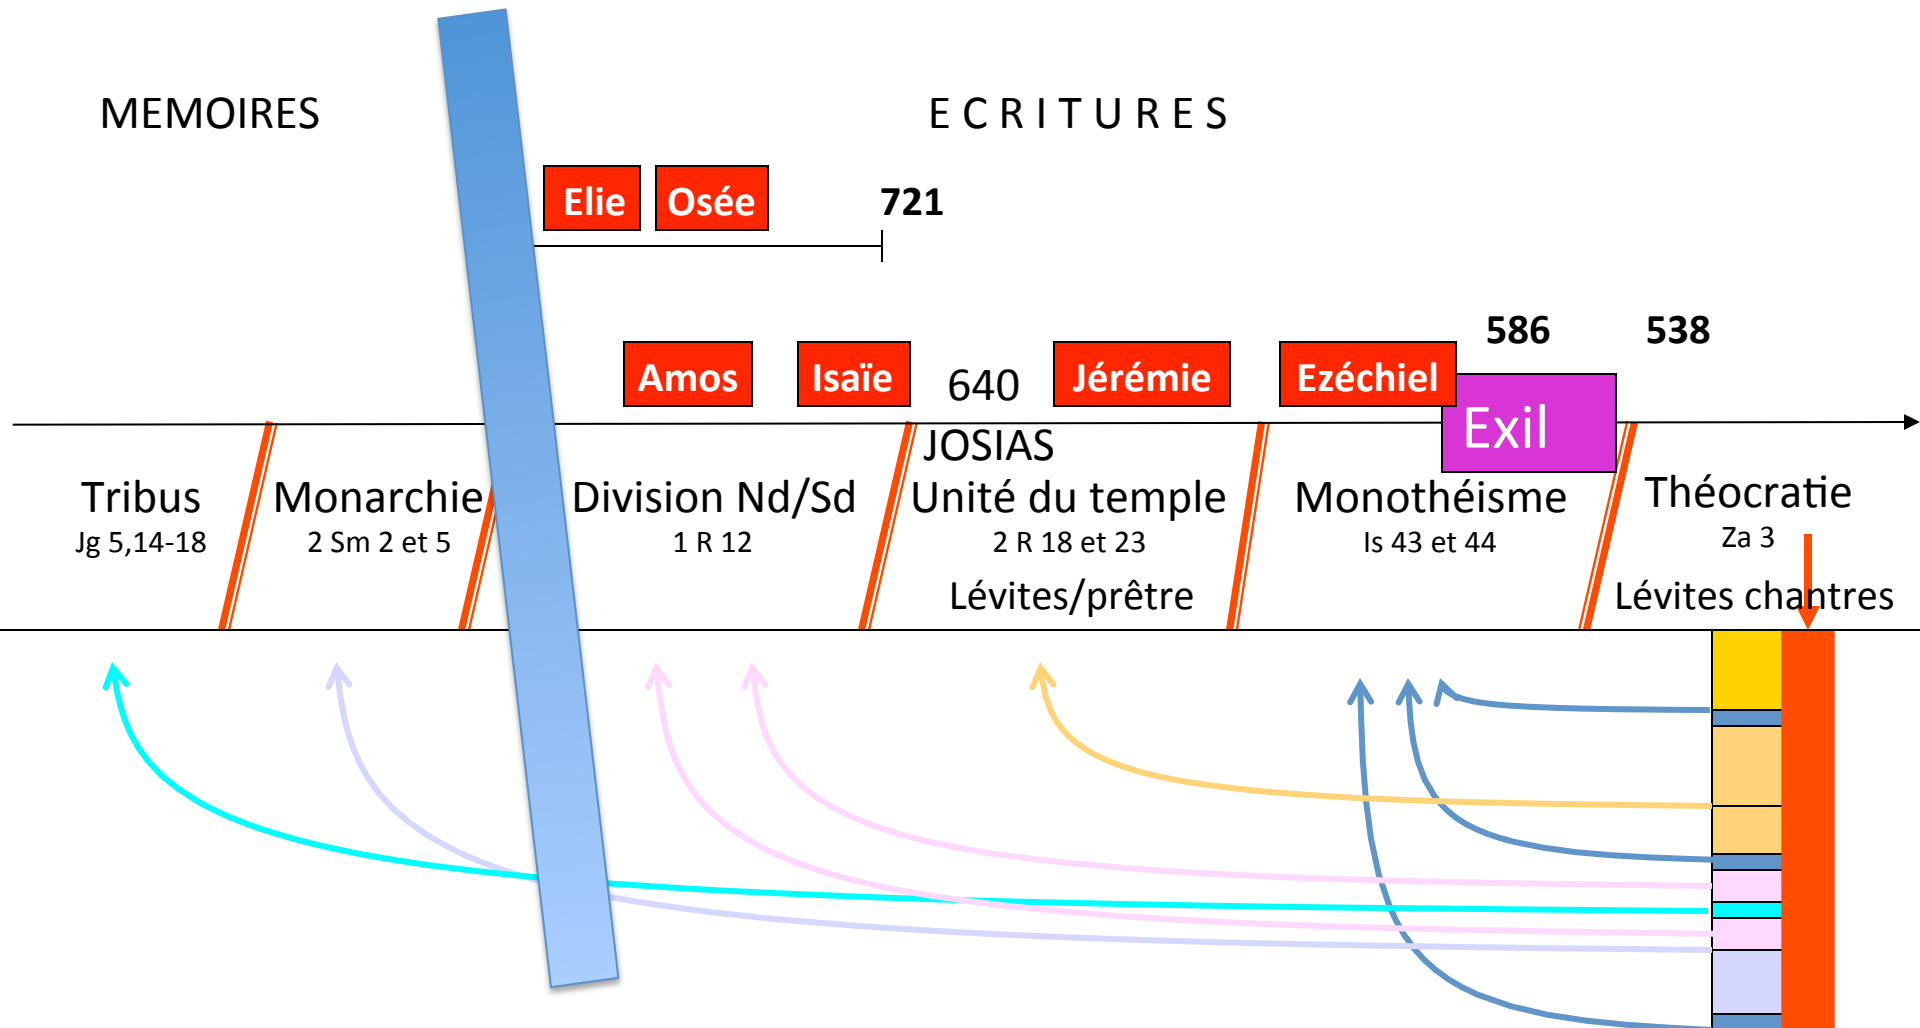 MEMOIRES
E C R I T U R E S
Elie
Osée
721
586
538
Amos
Isaïe
640
Jérémie
Ezéchiel
Exil
JOSIAS
Tribus
Monarchie
Division Nd/Sd
Unité du temple
Monothéisme
Théocratie
Jg 5,14-18
2 Sm 2 et 5
1 R 12
2 R 18 et 23
Is 43 et 44
Za 3
Lévites/prêtre
Lévites chantres